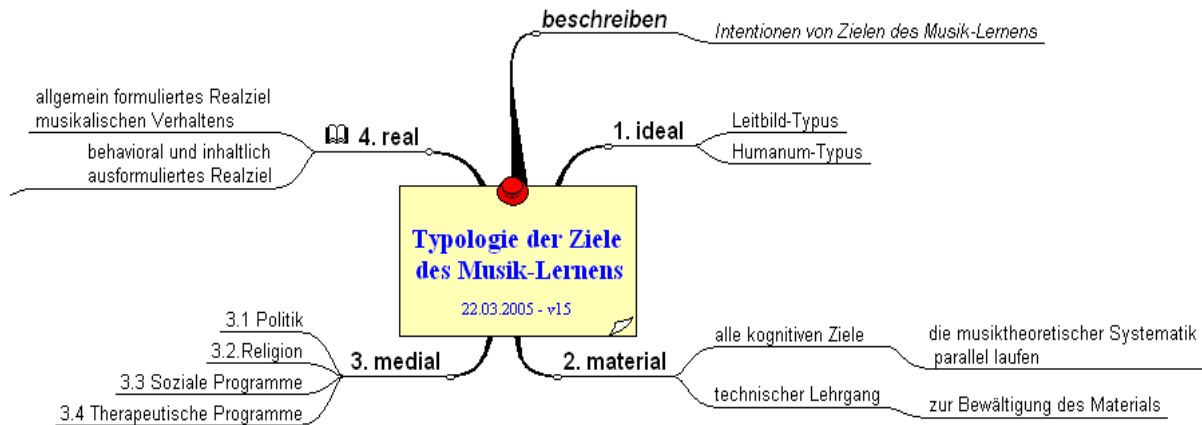 beschreiben
Intentionen von Zielen des Musik-Lernens
1. ideal
Leitbild-Typus
Humanum-Typus
allgemein formuliertes Realziel
musikalischen Verhaltens
4. real
behavioral und inhaltlich
ausformuliertes Realziel
Typologie der Ziele
des Musik-Lernens
22.03.2005 - v15
3.1 Politik
3.2.Religion
3. medial
3.3 Soziale Programme
3.4 Therapeutische Programme
2. material
alle kognitiven Ziele
die musiktheoretischer Systematik
parallel laufen
technischer Lehrgang
zur Bewältigung des Materials